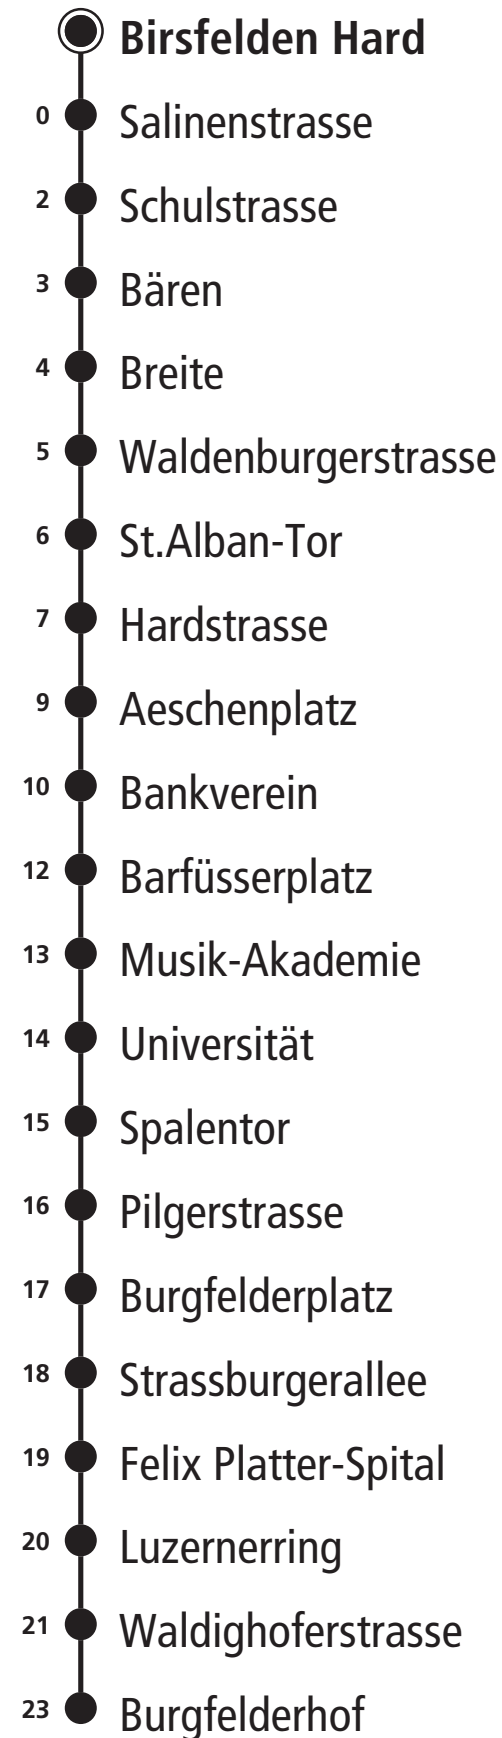 Birsfelden Hard
0 Salinenstrasse
2 Schulstrasse
3 Bären
4 Breite
5 Waldenburgerstrasse
6 St.Alban-Tor
7 Hardstrasse
9 Aeschenplatz
10 Bankverein
12 Barfüsserplatz
13 Musik-Akademie
14 Universität
15 Spalentor
16 Pilgerstrasse
17 Burgfelderplatz
18 Strassburgerallee
19 Felix Platter-Spital
20 Luzernerring
21 Waldighoferstrasse
23 Burgfelderhof